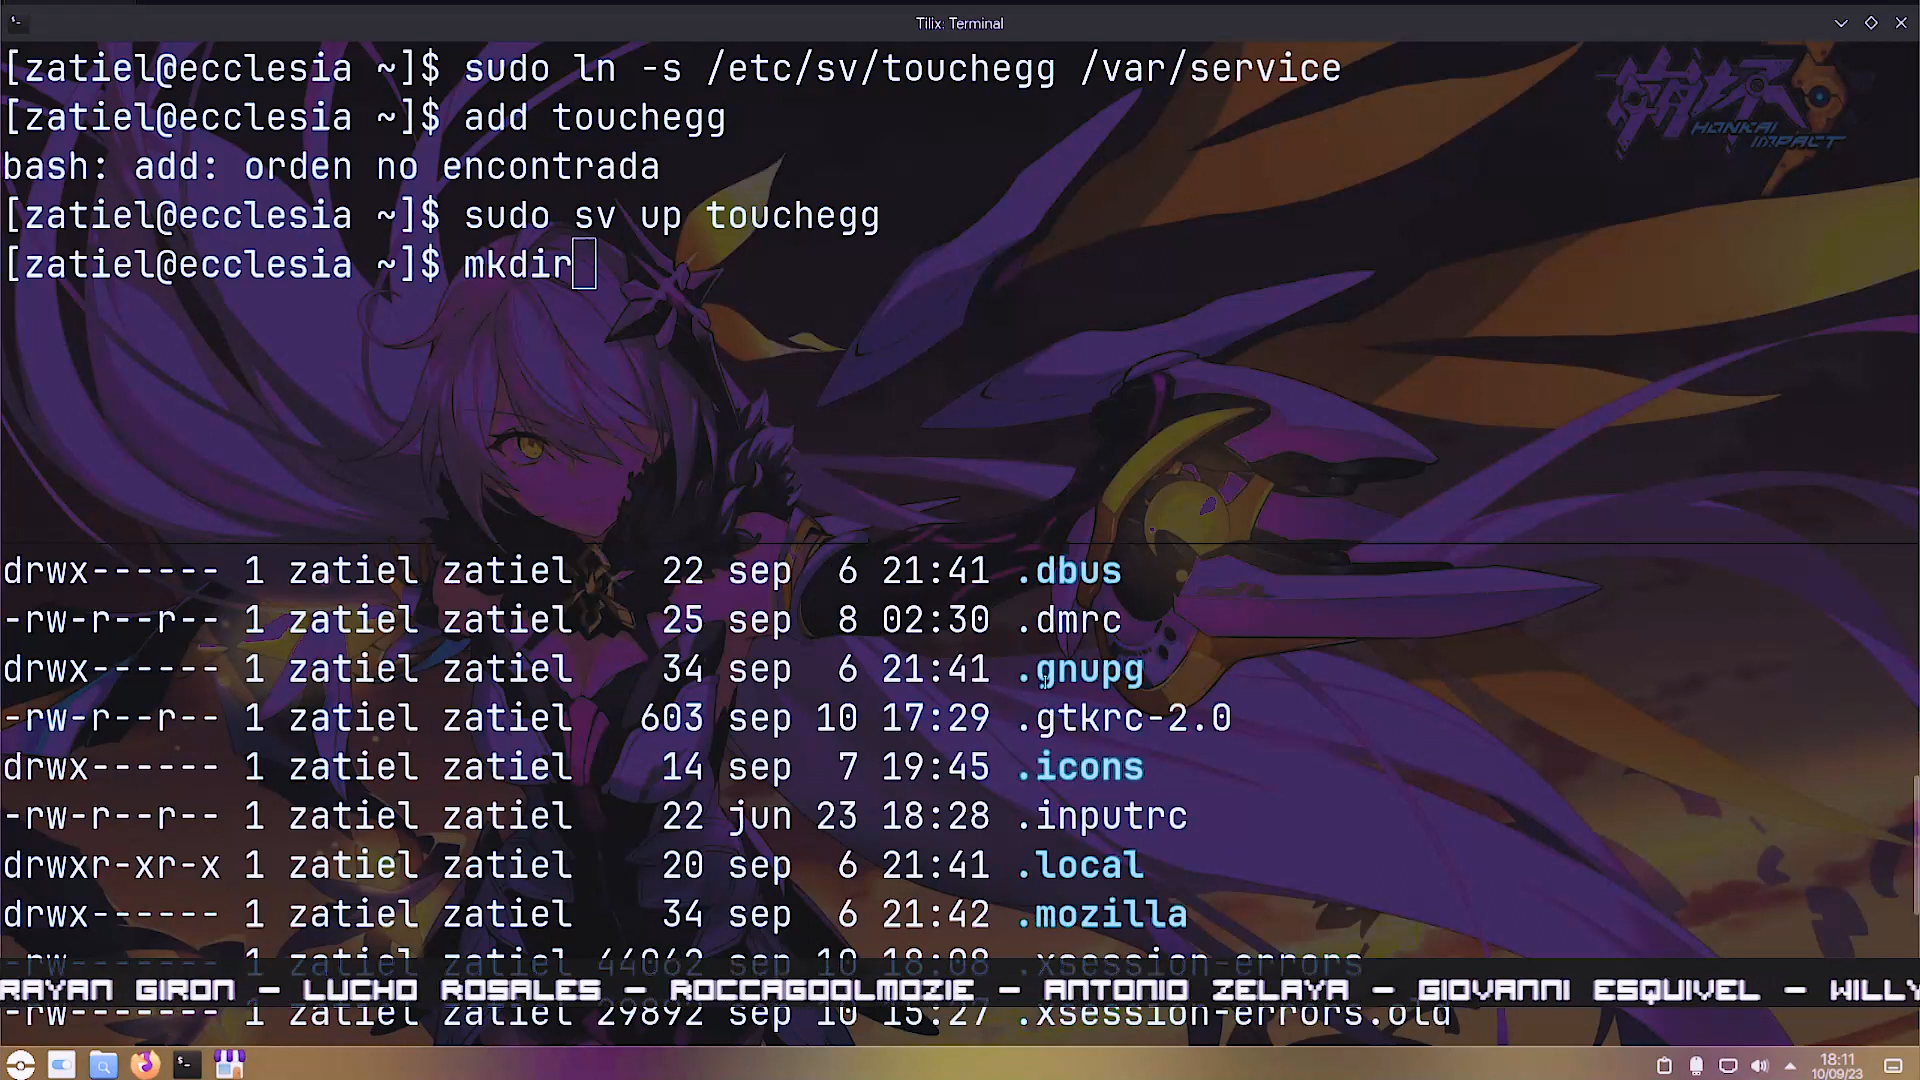 Tilix: Terminal
[zatiel@ecclesia ~]$ sudo ln -s /etc/sv/touchegg /var/service
[zatiel@ecclesia ~]$ add touchegg
bash: add: orden no encontrada
[zatiel@ecclesia ~]$ sudo sv up touchegg
[zatiel@ecclesia ~]$ mkdir
崩坏3
HONKAI
IMPACT
drwx------ 1 zatiel zatiel    22 sep  6 21:41 .dbus
-rw-r--r-- 1 zatiel zatiel    25 sep  8 02:30 .dmrc
drwx------ 1 zatiel zatiel    34 sep  6 21:41 .gnupg
-rw-r--r-- 1 zatiel zatiel   603 sep 10 17:29 .gtkrc-2.0
drwx------ 1 zatiel zatiel    14 sep  7 19:45 .icons
-rw-r--r-- 1 zatiel zatiel    22 jun 23 18:28 .inputrc
drwxr-xr-x 1 zatiel zatiel    20 sep  6 21:41 .local
drwx------ 1 zatiel zatiel    34 sep  6 21:42 .mozilla
-rw------- 1 zatiel zatiel 44062 sep 10 18:08 .xsession-errors
RAYAN GIRON - LUCHO ROSALES - ROCCAGOOLMOZIE - ANTONIO ZELAYA - GIOVANNI ESQUIVEL - WILLY
-rw------- 1 zatiel zatiel 29892 sep 10 15:27 .xsession-errors.old
18:11
10/09/23